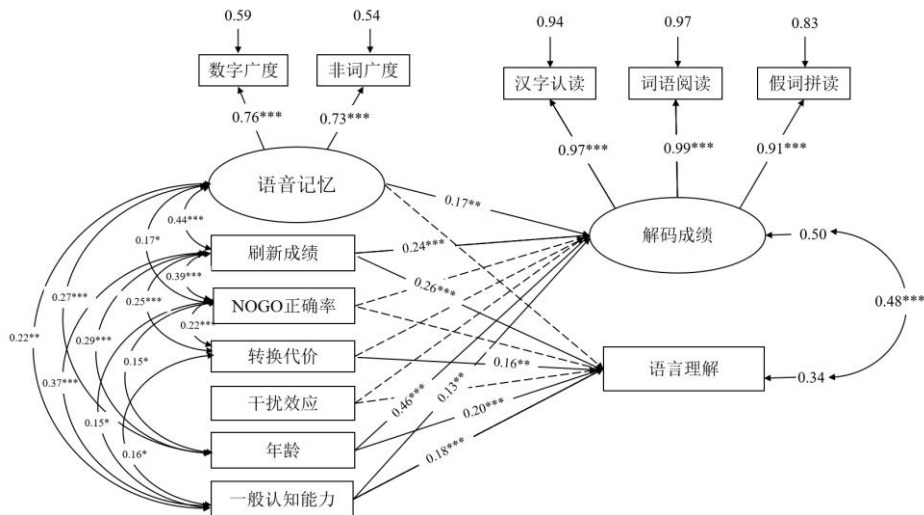 0.59
0.54
0.94
0.97
0.83
数字广度
非词广度
汉字认读
词语阅读
假词拼读
0.76***
0.73***
0.97***
0.99***
0.91***
语音记忆
0.17**
0.44***
解码成绩
0.50
0.17*
刷新成绩
0.24***
0.39***
0.26***
0.27***
0.25***
NOGO正确率
0.48***
0.22***
0.22**
0.29***
转换代价
0.16**
0.15*
语言理解
0.34
0.37***
0.13**
干扰效应
0.46***
0.20***
0.15*
年龄
0.18***
0.16*
一般认知能力